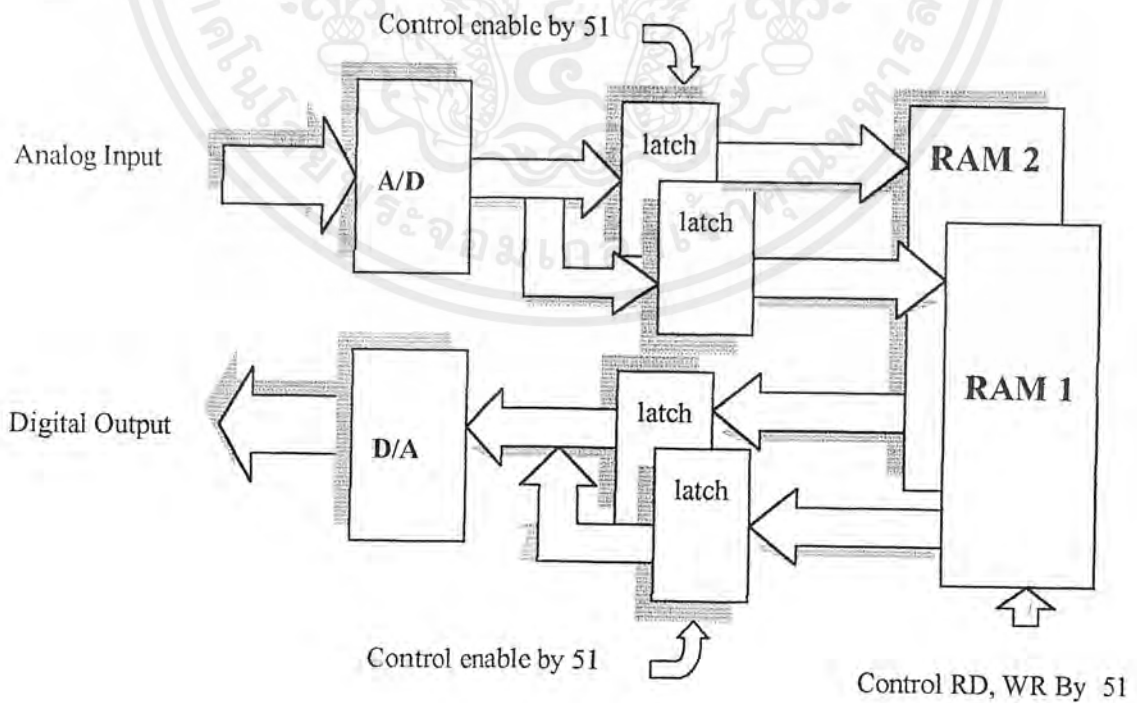 Control enable by 51
Analog Input
A/D
latch
latch
RAM 2
RAM 1
Digital Output
D/A
latch
latch
Control enable by 51
Control RD, WR By 51